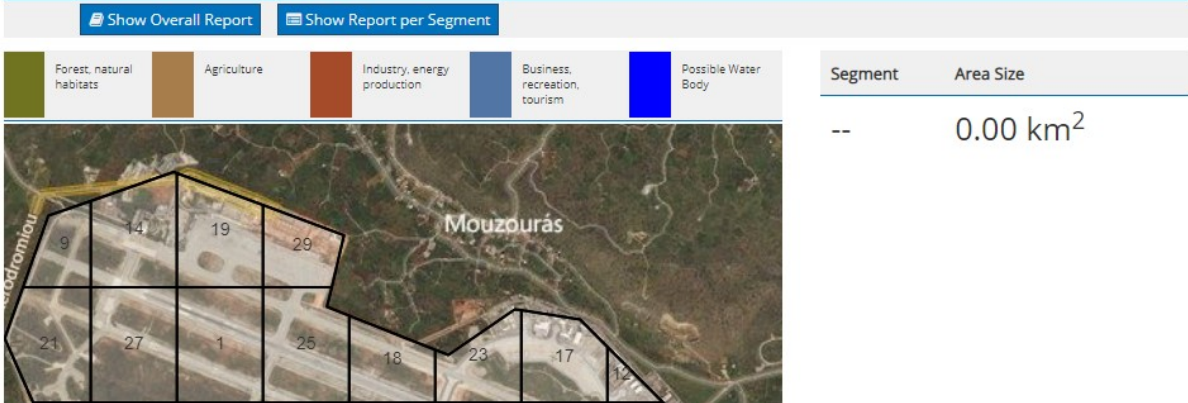 Show Overall Report
Show Report per Segment
Forest, natural
habitats
Agriculture
Industry, energy
production
Business,
recreation,
tourism
Possible Water
Body
Segment Area Size
-- 0.00 km²
Mouzourás
14
19
9
29
21
27
1
25
18
23
17
12